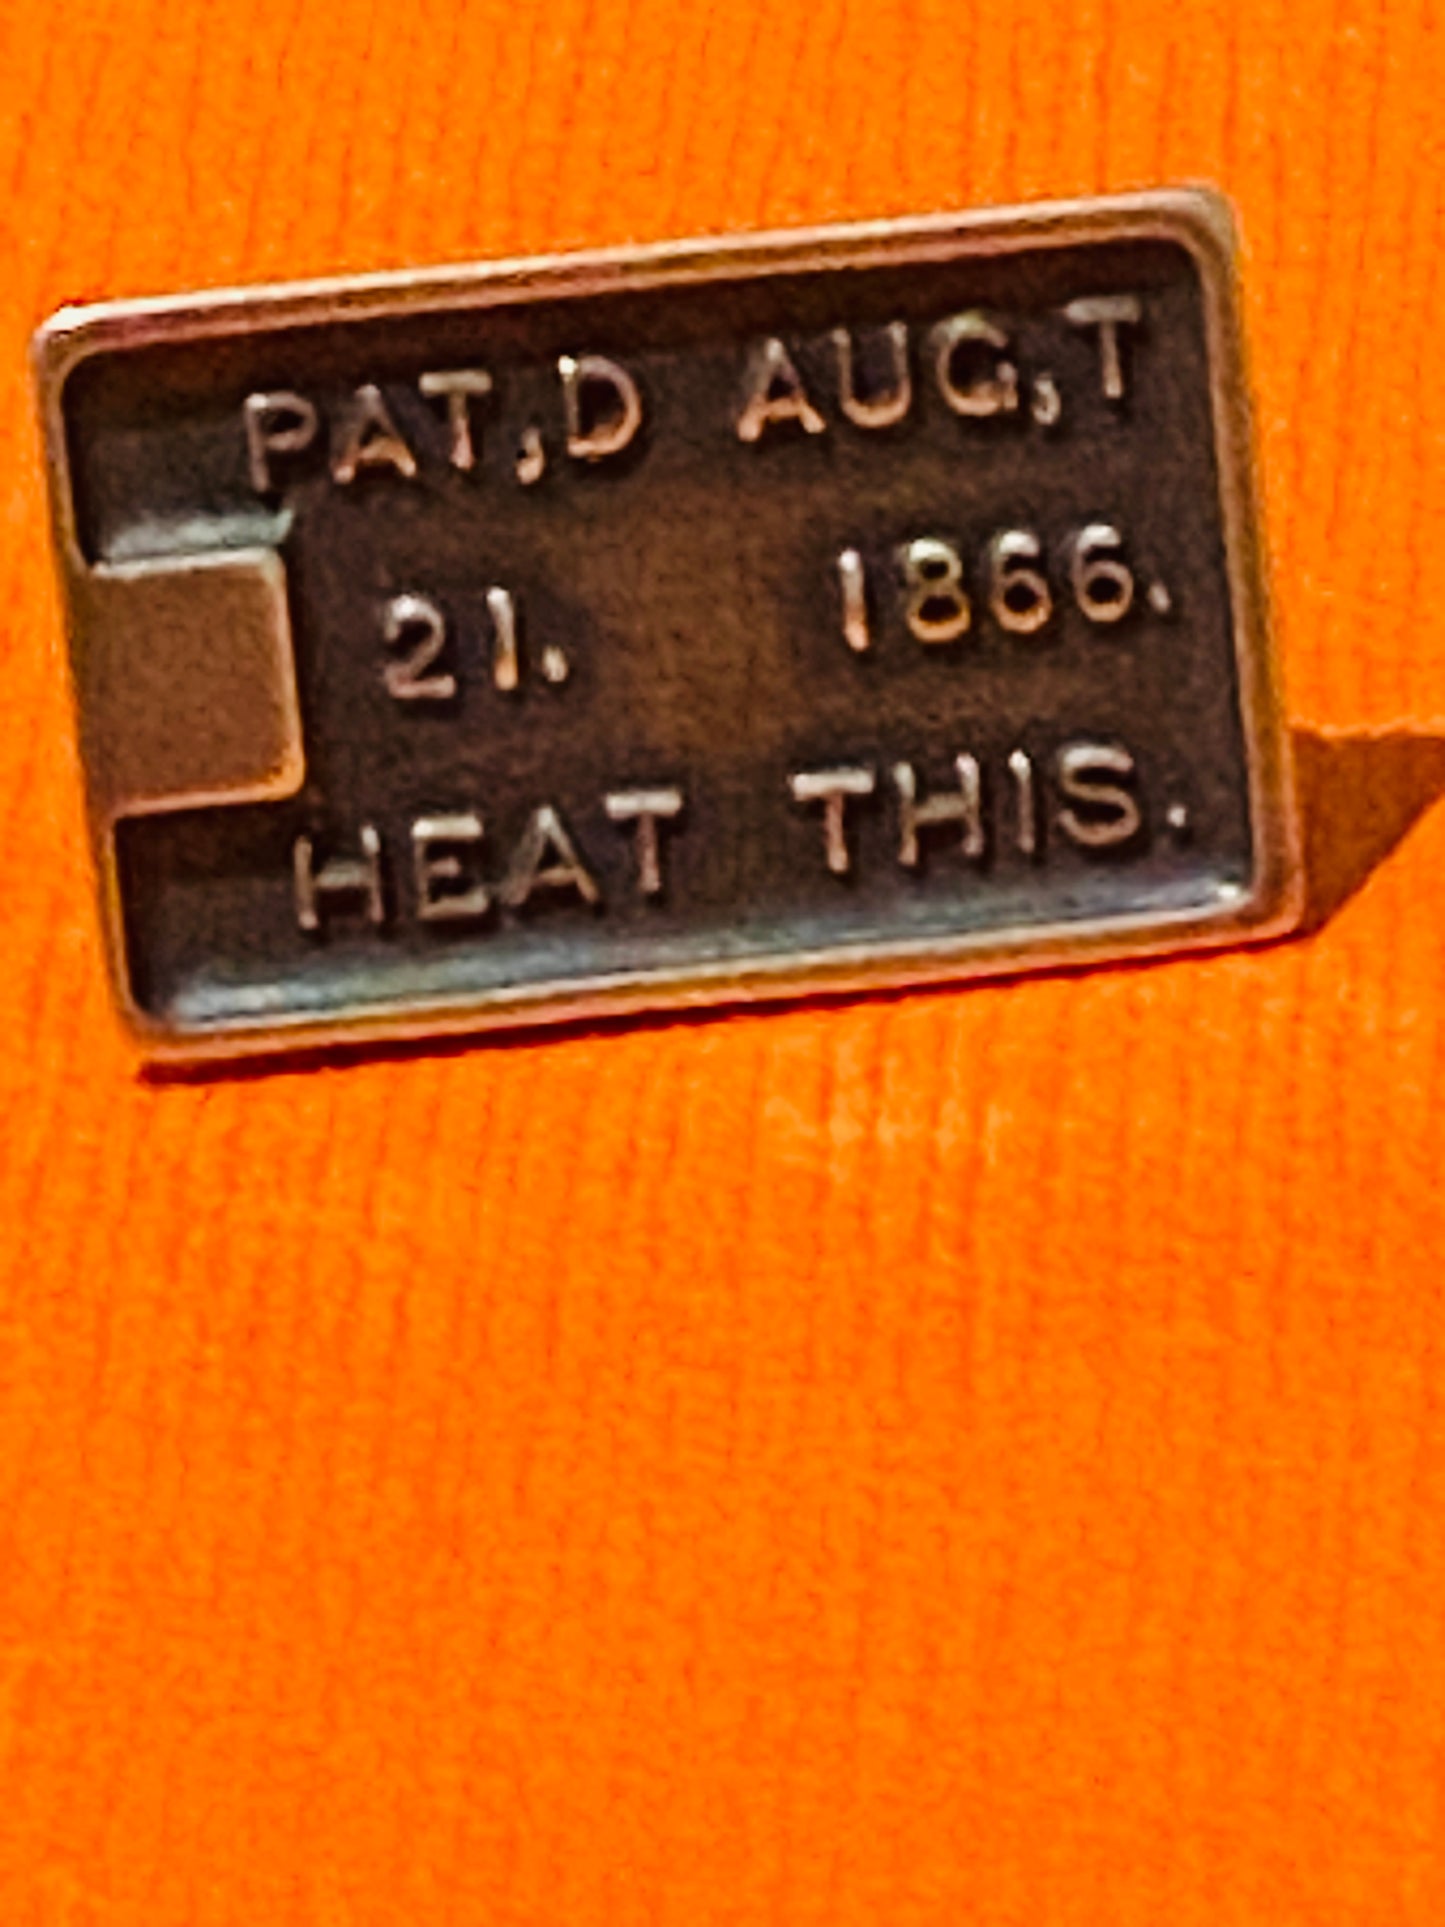 PAT,D AUG,T
21. 1866.
HEAT THIS.